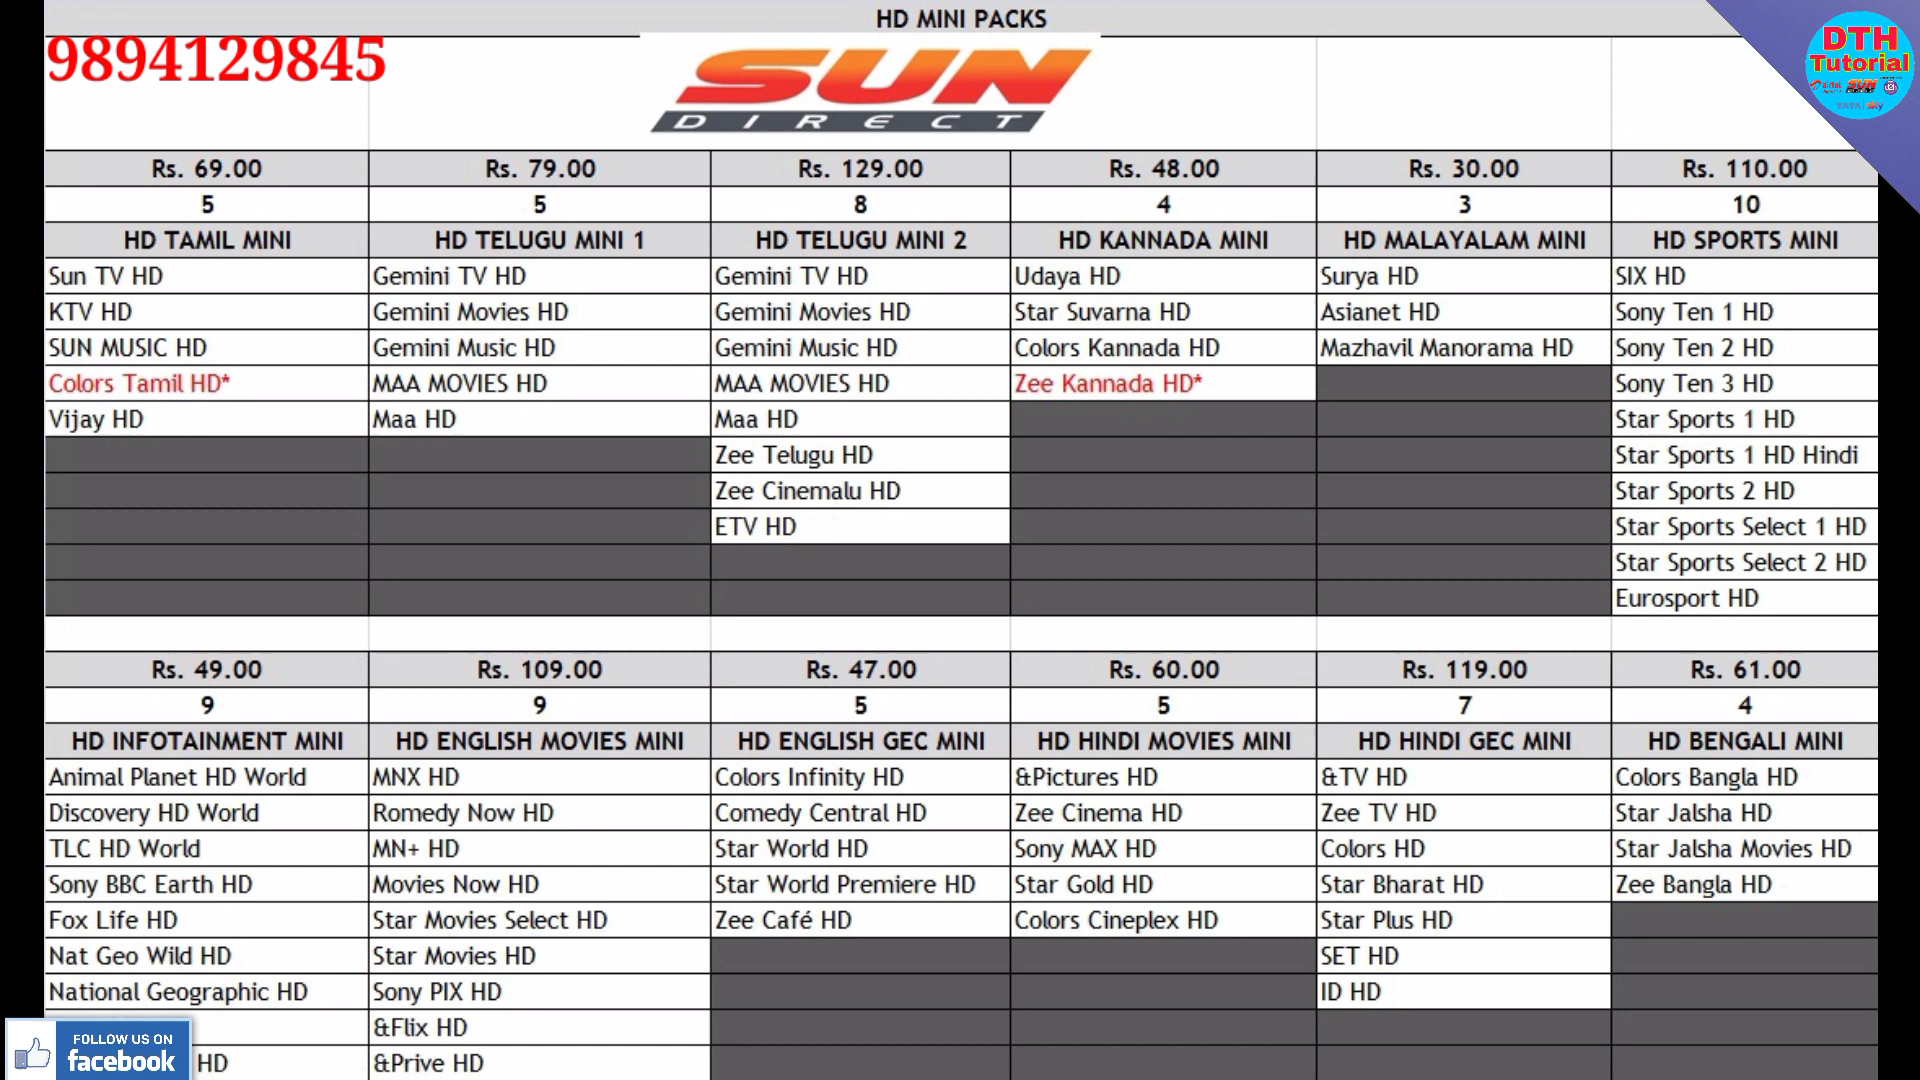 HD MINI PACKS
9894129845
SUN
DIRECT
DTH
Tutorial
airtel SUN
TATA sky
Rs. 69.00 Rs. 79.00 Rs. 129.00 Rs. 48.00 Rs. 30.00 Rs. 110.00
5 5 8 4 3 10
HD TAMIL MINI HD TELUGU MINI 1 HD TELUGU MINI 2 HD KANNADA MINI HD MALAYALAM MINI HD SPORTS MINI
Sun TV HD Gemini TV HD Gemini TV HD Udaya HD Surya HD SIX HD
KTV HD Gemini Movies HD Gemini Movies HD Star Suvarna HD Asianet HD Sony Ten 1 HD
SUN MUSIC HD Gemini Music HD Gemini Music HD Colors Kannada HD Mazhavil Manorama HD Sony Ten 2 HD
Colors Tamil HD* MAA MOVIES HD MAA MOVIES HD Zee Kannada HD* Sony Ten 3 HD
Vijay HD Maa HD Maa HD Star Sports 1 HD
Zee Telugu HD Star Sports 1 HD Hindi
Zee Cinemalu HD Star Sports 2 HD
ETV HD Star Sports Select 1 HD
Star Sports Select 2 HD
Eurosport HD
Rs. 49.00 Rs. 109.00 Rs. 47.00 Rs. 60.00 Rs. 119.00 Rs. 61.00
9 9 5 5 7 4
HD INFOTAINMENT MINI HD ENGLISH MOVIES MINI HD ENGLISH GEC MINI HD HINDI MOVIES MINI HD HINDI GEC MINI HD BENGALI MINI
Animal Planet HD World MNX HD Colors Infinity HD &Pictures HD &TV HD Colors Bangla HD
Discovery HD World Romedy Now HD Comedy Central HD Zee Cinema HD Zee TV HD Star Jalsha HD
TLC HD World MN+ HD Star World HD Sony MAX HD Colors HD Star Jalsha Movies HD
Sony BBC Earth HD Movies Now HD Star World Premiere HD Star Gold HD Star Bharat HD Zee Bangla HD
Fox Life HD Star Movies Select HD Zee Café HD Colors Cineplex HD Star Plus HD
Nat Geo Wild HD Star Movies HD SET HD
National Geographic HD Sony PIX HD ID HD
&Flix HD
HD &Prive HD
FOLLOW US ON
facebook